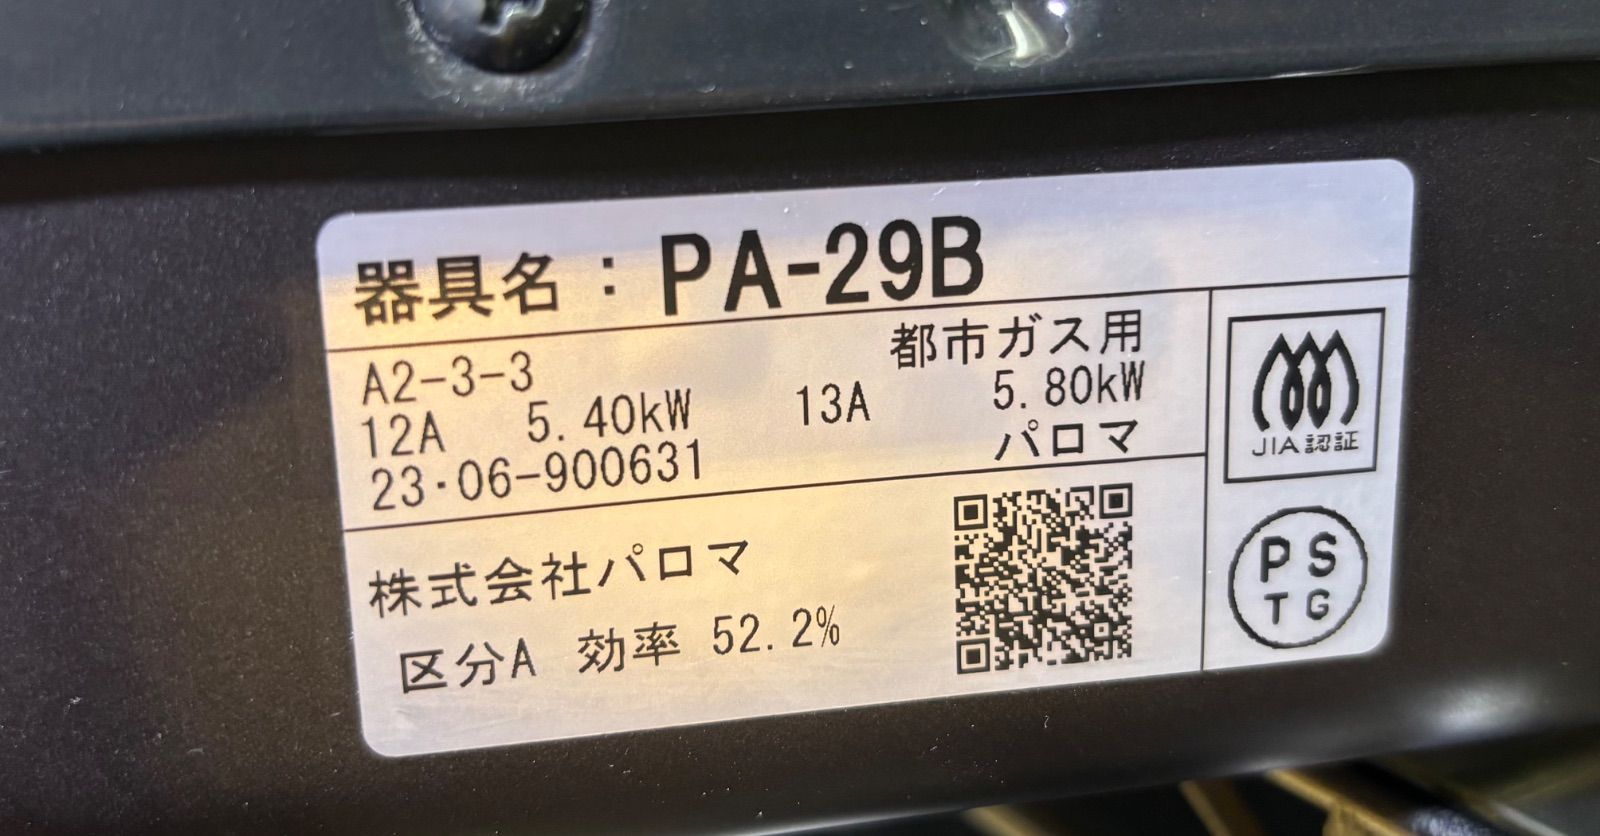 器具名：PA-29B
A2-3-3 都市ガス用
12A 5.40kW 13A 5.80kW
23・06-900631 パロマ
株式会社パロマ
区分A 効率 52.2%
JIA認証
PS
TG